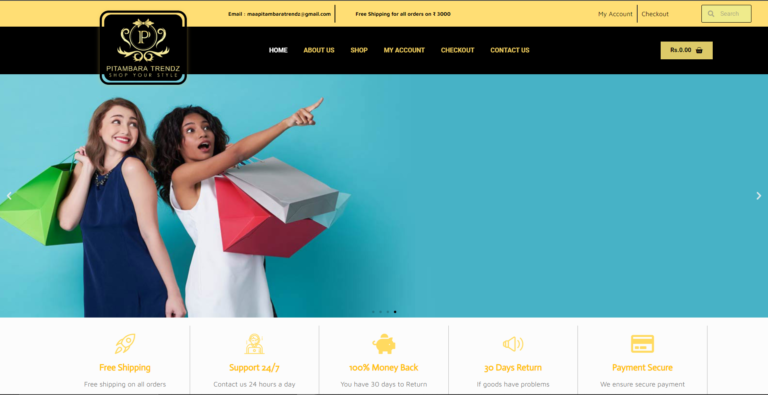 Email : maapitambaratrendz@gmail.com
Free Shipping for all orders on ₹ 3000
My Account
Checkout
Search
P
PITAMBARA TRENDZ
SHOP YOUR STYLE
HOME
ABOUT US
SHOP
MY ACCOUNT
CHECKOUT
CONTACT US
Rs.0.00
Free Shipping
Free shipping on all orders
Support 24/7
Contact us 24 hours a day
100% Money Back
You have 30 days to Return
30 Days Return
If goods have problems
Payment Secure
We ensure secure payment